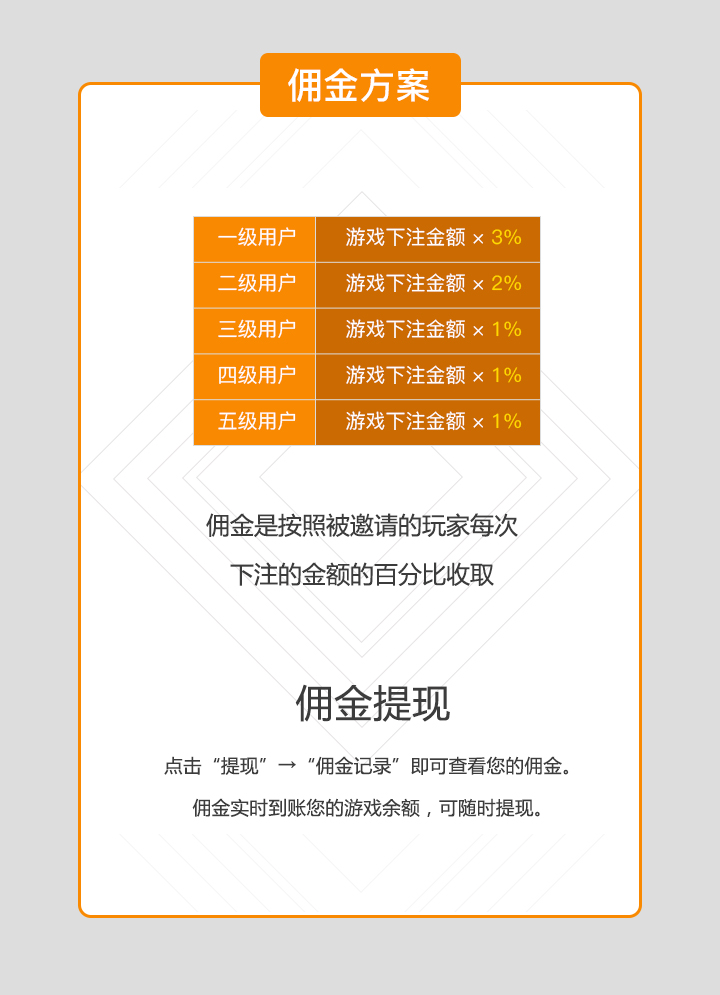 佣金方案
一级用户 游戏下注金额 × 3%
二级用户 游戏下注金额 × 2%
三级用户 游戏下注金额 × 1%
四级用户 游戏下注金额 × 1%
五级用户 游戏下注金额 × 1%
佣金是按照被邀请的玩家每次
下注的金额的百分比收取
佣金提现
点击“提现”→“佣金记录”即可查看您的佣金。
佣金实时到账您的游戏余额，可随时提现。